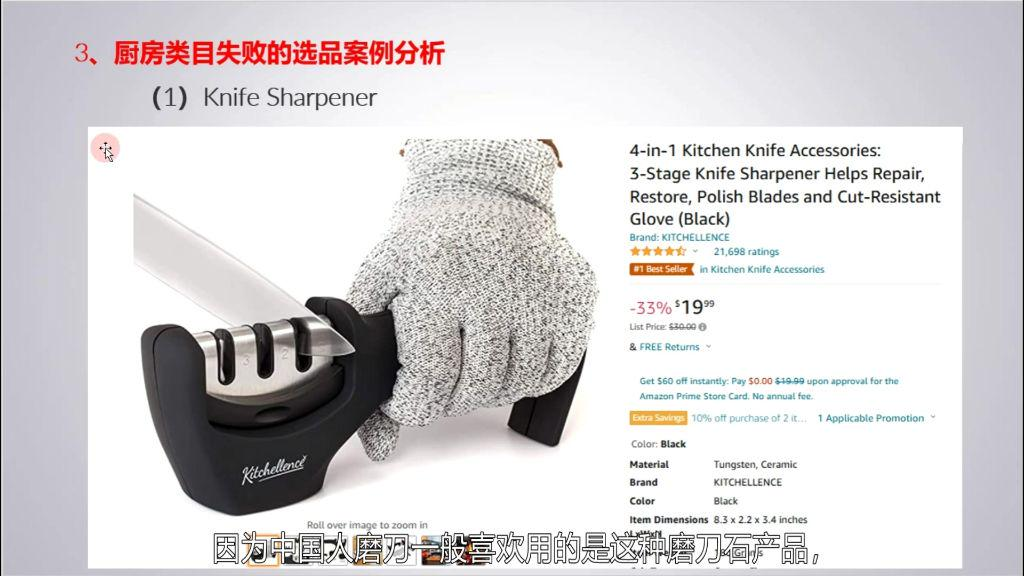 3、厨房类目失败的选品案例分析
（1）Knife Sharpener
4-in-1 Kitchen Knife Accessories:
3-Stage Knife Sharpener Helps Repair,
Restore, Polish Blades and Cut-Resistant
Glove (Black)
Brand: KITCHELLENCE
21,698 ratings
#1 Best Seller in Kitchen Knife Accessories
-33% $19 99
List Price: $30.00
& FREE Returns
Get $60 off instantly: Pay $0.00 $19.99 upon approval for the
Amazon Prime Store Card. No annual fee.
Extra Savings 10% off purchase of 2 it... 1 Applicable Promotion
Color: Black
Material Tungsten, Ceramic
Brand KITCHELLENCE
Color Black
Item Dimensions 8.3 x 2.2 x 3.4 inches
3 2
Kitchellence
Roll over image to zoom in
因为中国人磨刀一般喜欢用的是这种磨刀石产品，